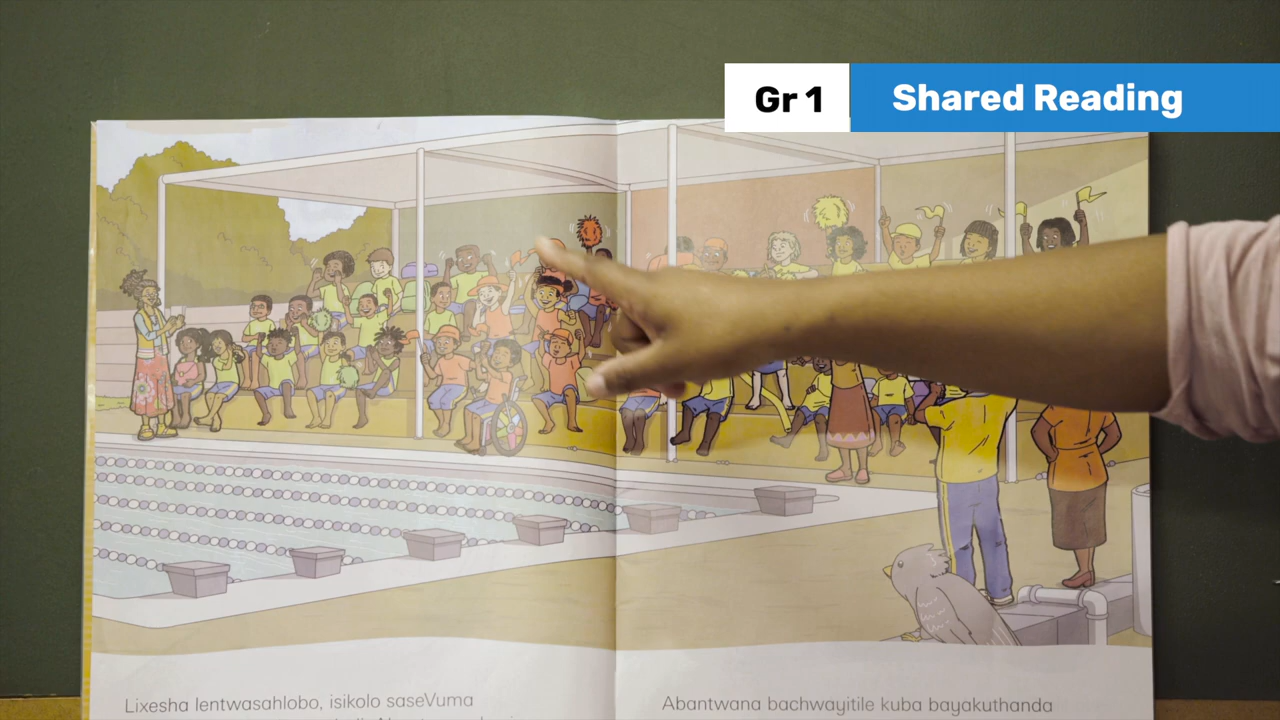 Gr 1
Shared Reading
Lixesha lentwasahlobo, isikolo saseVuma
Abantwana bachwayitile kuba bayakuthanda